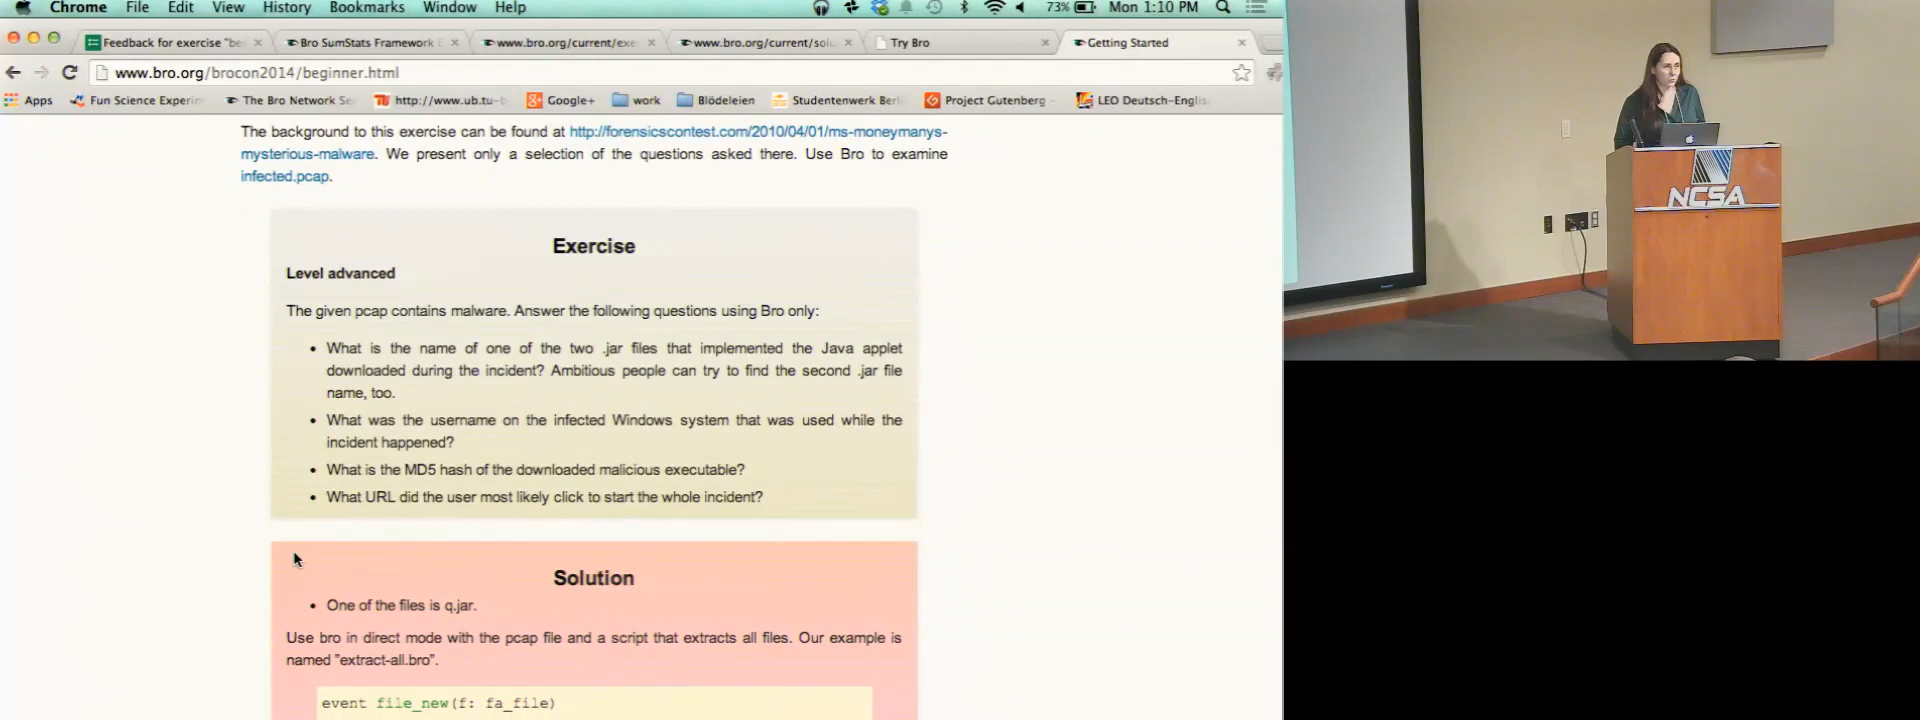 Chrome File Edit View History Bookmarks Window Help 73% Mon 1:10 PM
Feedback for exercise "be Bro SumStats Framework www.bro.org/current/exe www.bro.org/current/solu Try Bro Getting Started
www.bro.org/brocon2014/beginner.html
Apps Fun Science Experim The Bro Network Se http://www.ub.tu-b Google+ work Blödeleien Studentenwerk Berl Project Gutenberg - LEO Deutsch-Englis
The background to this exercise can be found at http://forensicscontest.com/2010/04/01/ms-moneymanys-
mysterious-malware. We present only a selection of the questions asked there. Use Bro to examine
infected.pcap.
Exercise
Level advanced
The given pcap contains malware. Answer the following questions using Bro only:
• What is the name of one of the two .jar files that implemented the Java applet
downloaded during the incident? Ambitious people can try to find the second .jar file
name, too.
• What was the username on the infected Windows system that was used while the
incident happened?
• What is the MD5 hash of the downloaded malicious executable?
• What URL did the user most likely click to start the whole incident?
Solution
• One of the files is q.jar.
Use bro in direct mode with the pcap file and a script that extracts all files. Our example is
named "extract-all.bro".
event file_new(f: fa_file)
NCSA